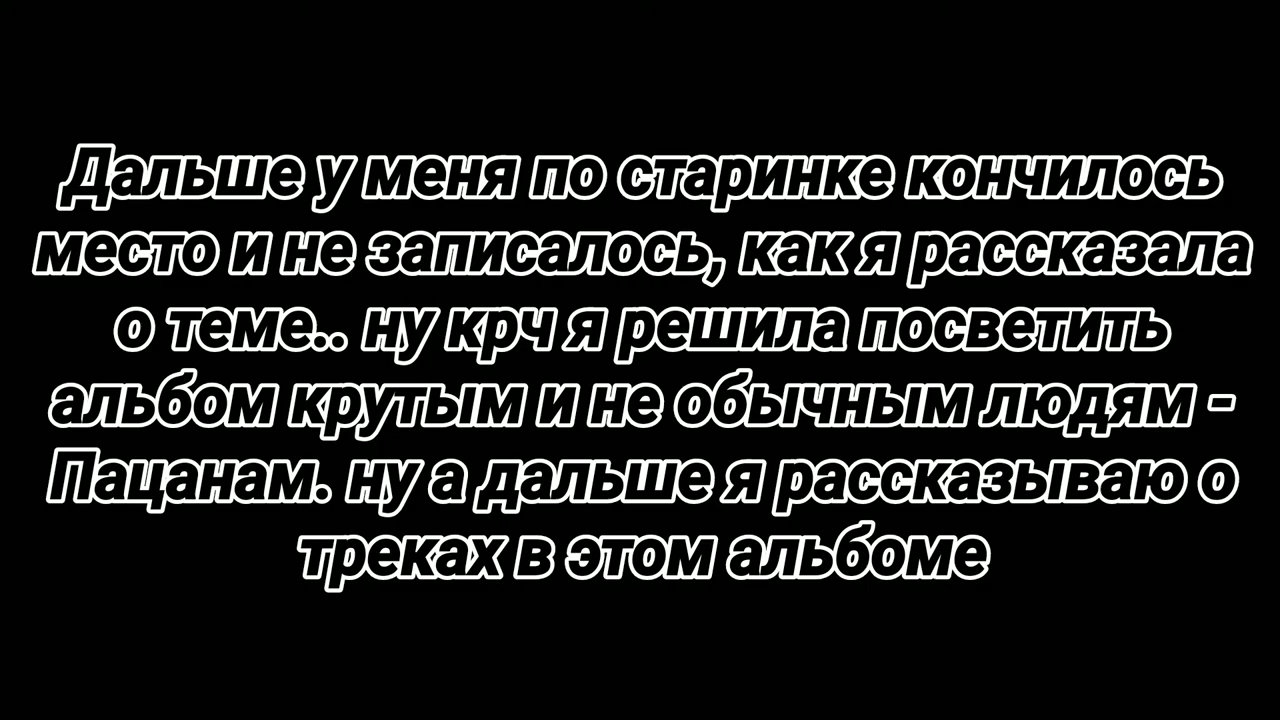 Дальше у меня по старинке кончилось
место и не записалось, как я рассказала
о теме.. ну крч я решила посветить
альбом крутым и не обычным людям -
Пацанам. ну а дальше я рассказываю о
треках в этом альбоме